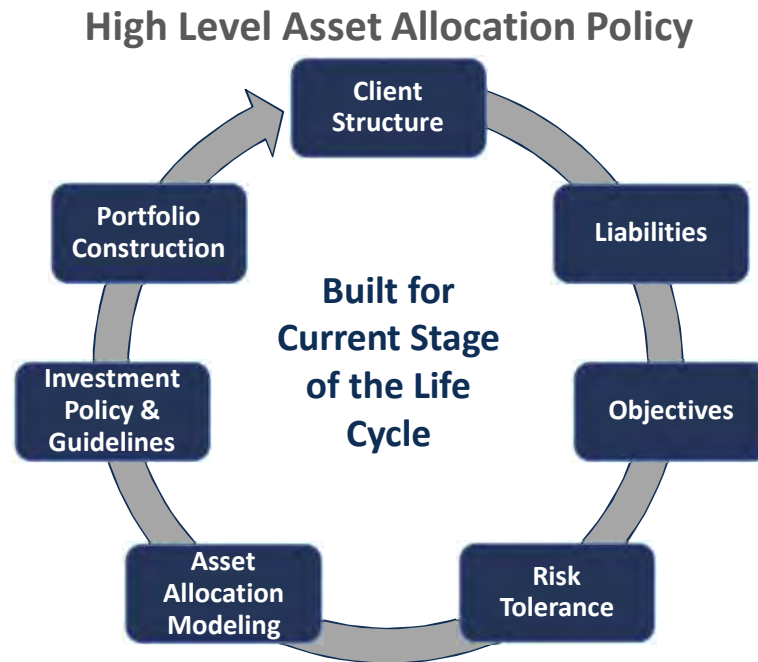 High Level Asset Allocation Policy
Client
Structure
Liabilities
Objectives
Risk
Tolerance
Asset
Allocation
Modeling
Investment
Policy &
Guidelines
Portfolio
Construction
Built for
Current Stage
of the Life
Cycle